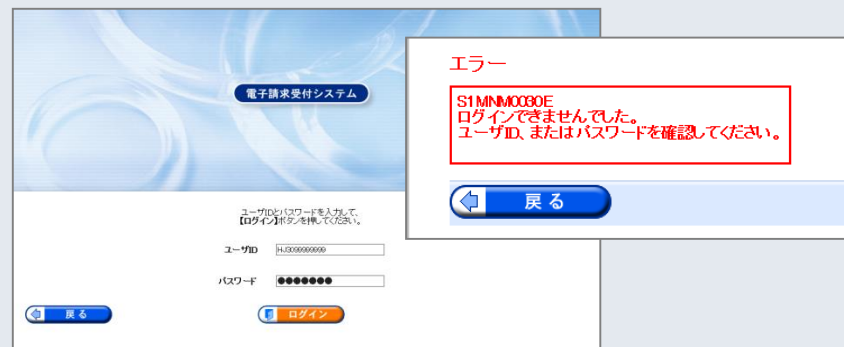 電子請求受付システム
ユーザIDとパスワードを入力して、
【ログイン】ボタンを押してください。
ユーザID HJ3099999999
パスワード ●●●●●●●
戻る
ログイン
エラー
S1MNM0030E
ログインできませんでした。
ユーザID、またはパスワードを確認してください。
戻る